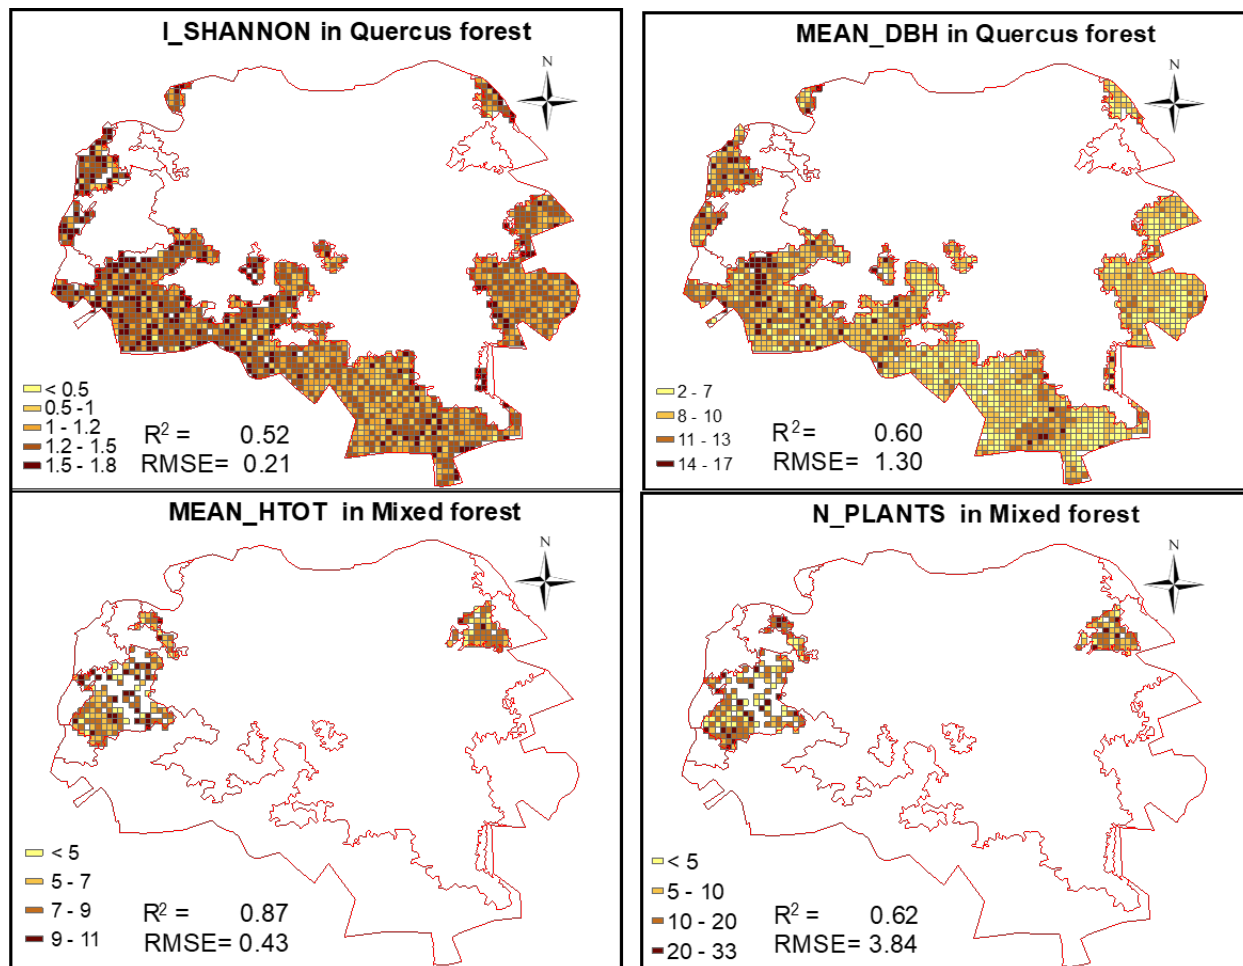 I_SHANNON in Quercus forest
N
< 0.5
0.5 -1
1 - 1.2
1.2 - 1.5
1.5 - 1.8
R² = 0.52
RMSE= 0.21
MEAN_DBH in Quercus forest
N
2 - 7
8 - 10
11 - 13
14 - 17
R²= 0.60
RMSE= 1.30
MEAN_HTOT in Mixed forest
N
< 5
5 - 7
7 - 9
9 - 11
R² = 0.87
RMSE= 0.43
N_PLANTS in Mixed forest
N
< 5
5 - 10
10 - 20
20 - 33
R² = 0.62
RMSE= 3.84